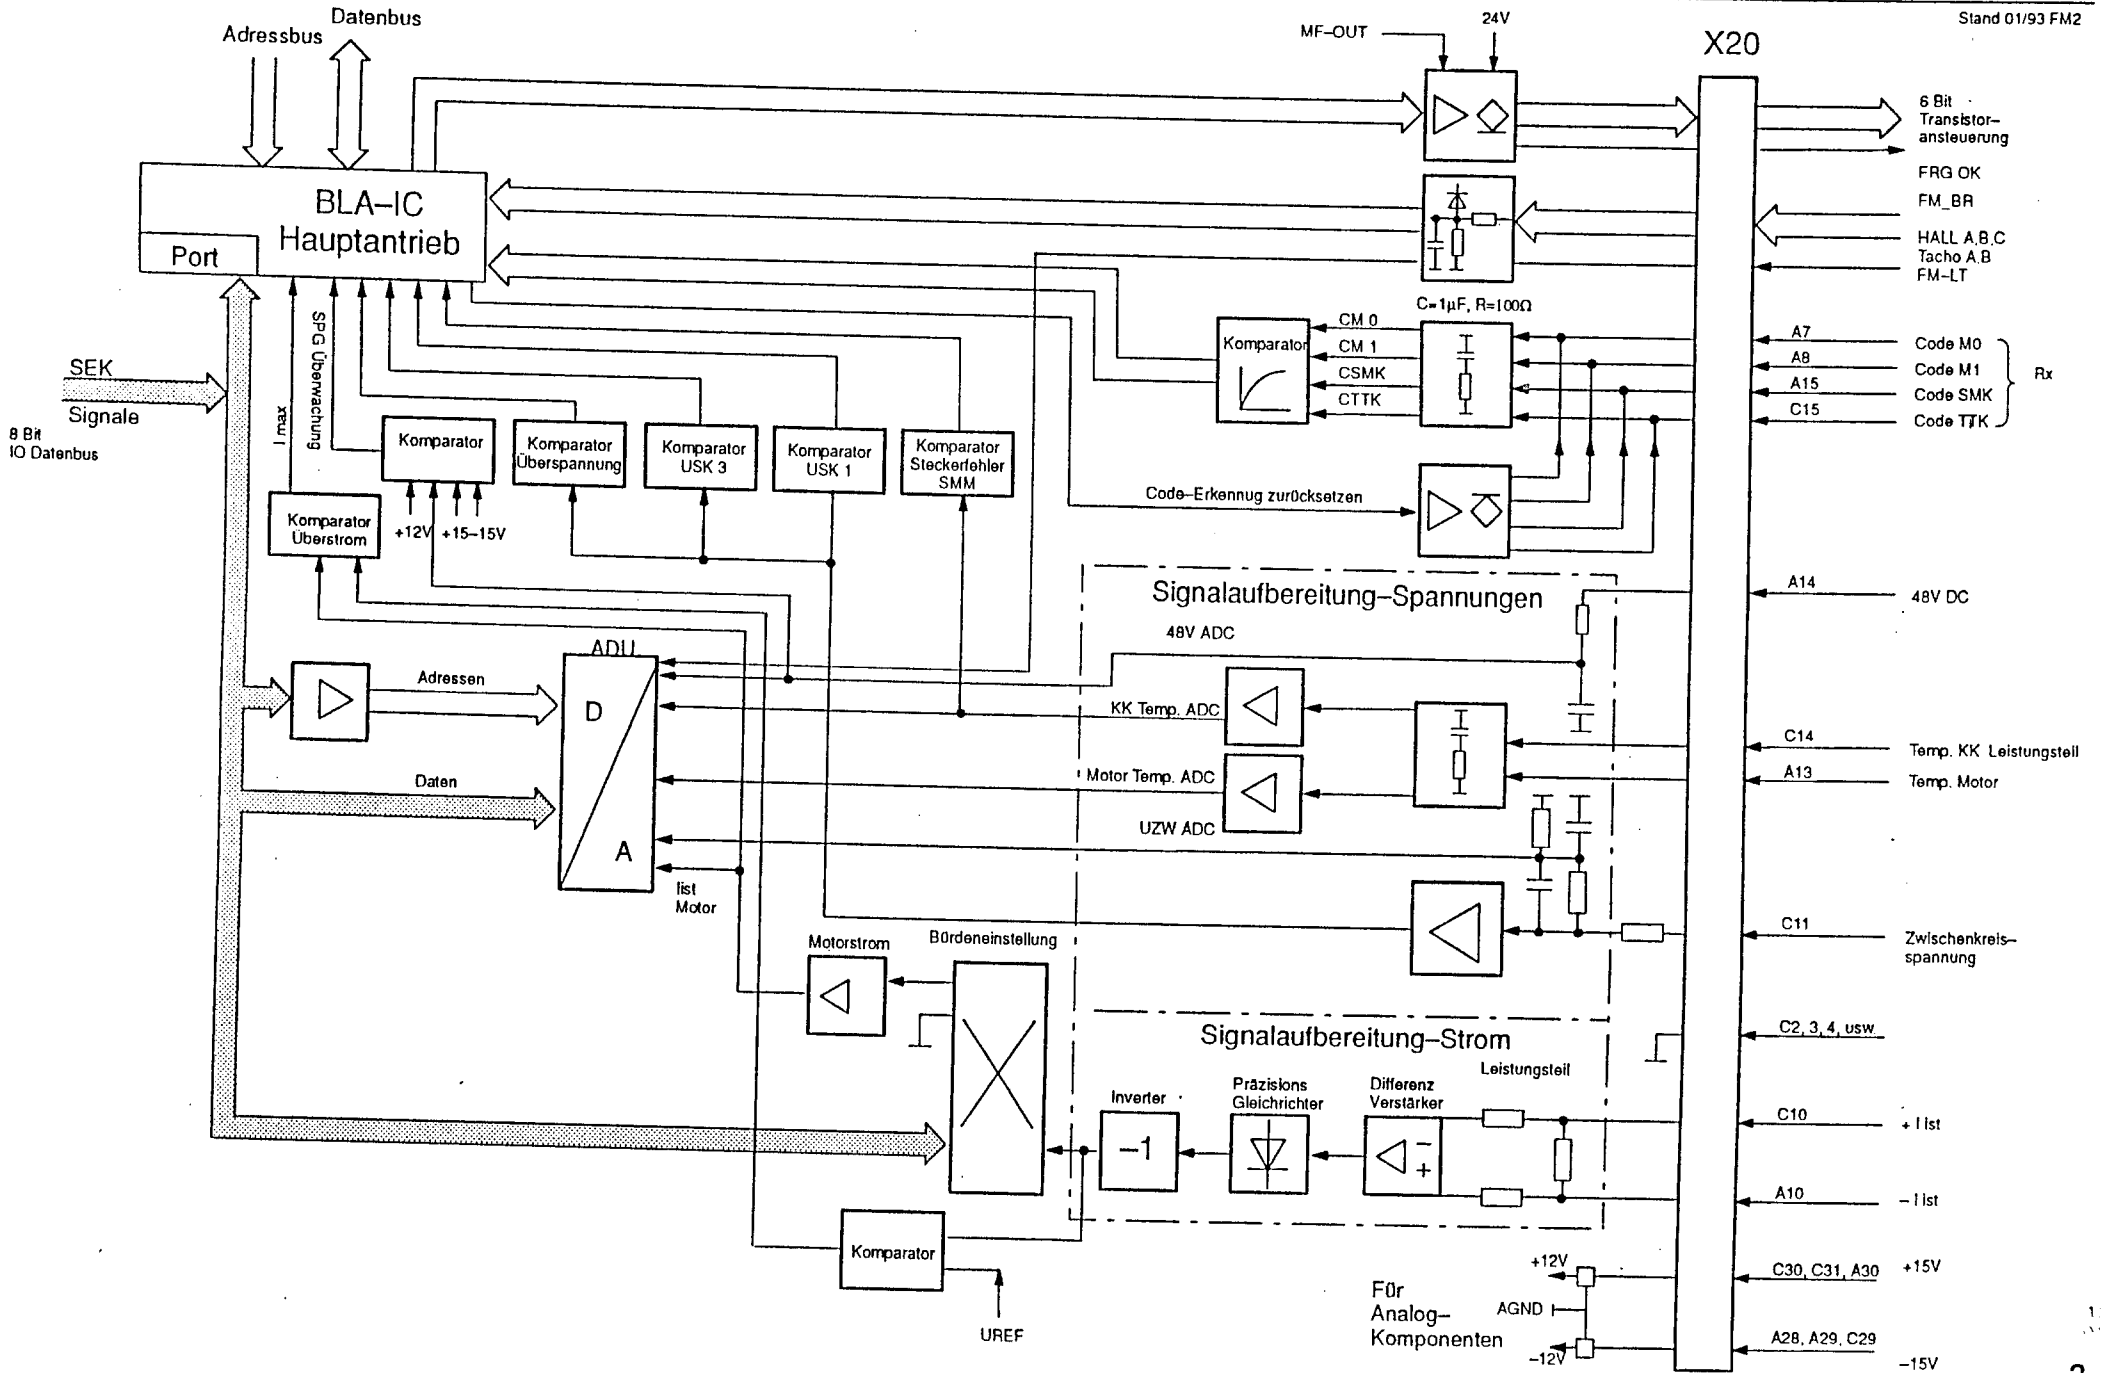 Stand 01/93 FM2
Datenbus
Adressbus
MF-OUT
24V
X20
6 Bit
Transistor-
ansteuerung
FRG OK
FM_BR
HALL A,B,C
Tacho A,B
FM-LT
BLA-IC
Hauptantrieb
Port
C=1µF, R=100Ω
Komparator
CM 0
CM 1
CSMK
CTTK
A7
Code M0
A8
Code M1
A15
Code SMK
C15
Code TTK
Rx
SEK
Signale
8 Bit
IO Datenbus
I max
SPG Überwachung
Komparator
Komparator
Überspannung
Komparator
USK 3
Komparator
USK 1
Komparator
Steckerfehler
SMM
Komparator
Überstrom
+12V
+15-15V
Code-Erkennug zurücksetzen
Signalaufbereitung-Spannungen
A14
48V DC
48V ADC
ADU
D
A
Adressen
Daten
KK Temp. ADC
Motor Temp. ADC
UZW ADC
C14
Temp. KK Leistungsteil
A13
Temp. Motor
Iist
Motor
Motorstrom
Bürdeneinstellung
C11
Zwischenkreis-
spannung
C2, 3, 4, usw.
Signalaufbereitung-Strom
Leistungsteil
Inverter
-1
Präzisions
Gleichrichter
Differenz
Verstärker
-
+
C10
+ I ist
A10
- I ist
Komparator
UREF
Für
Analog-
Komponenten
+12V
AGND
-12V
C30, C31, A30
+15V
A28, A29, C29
-15V